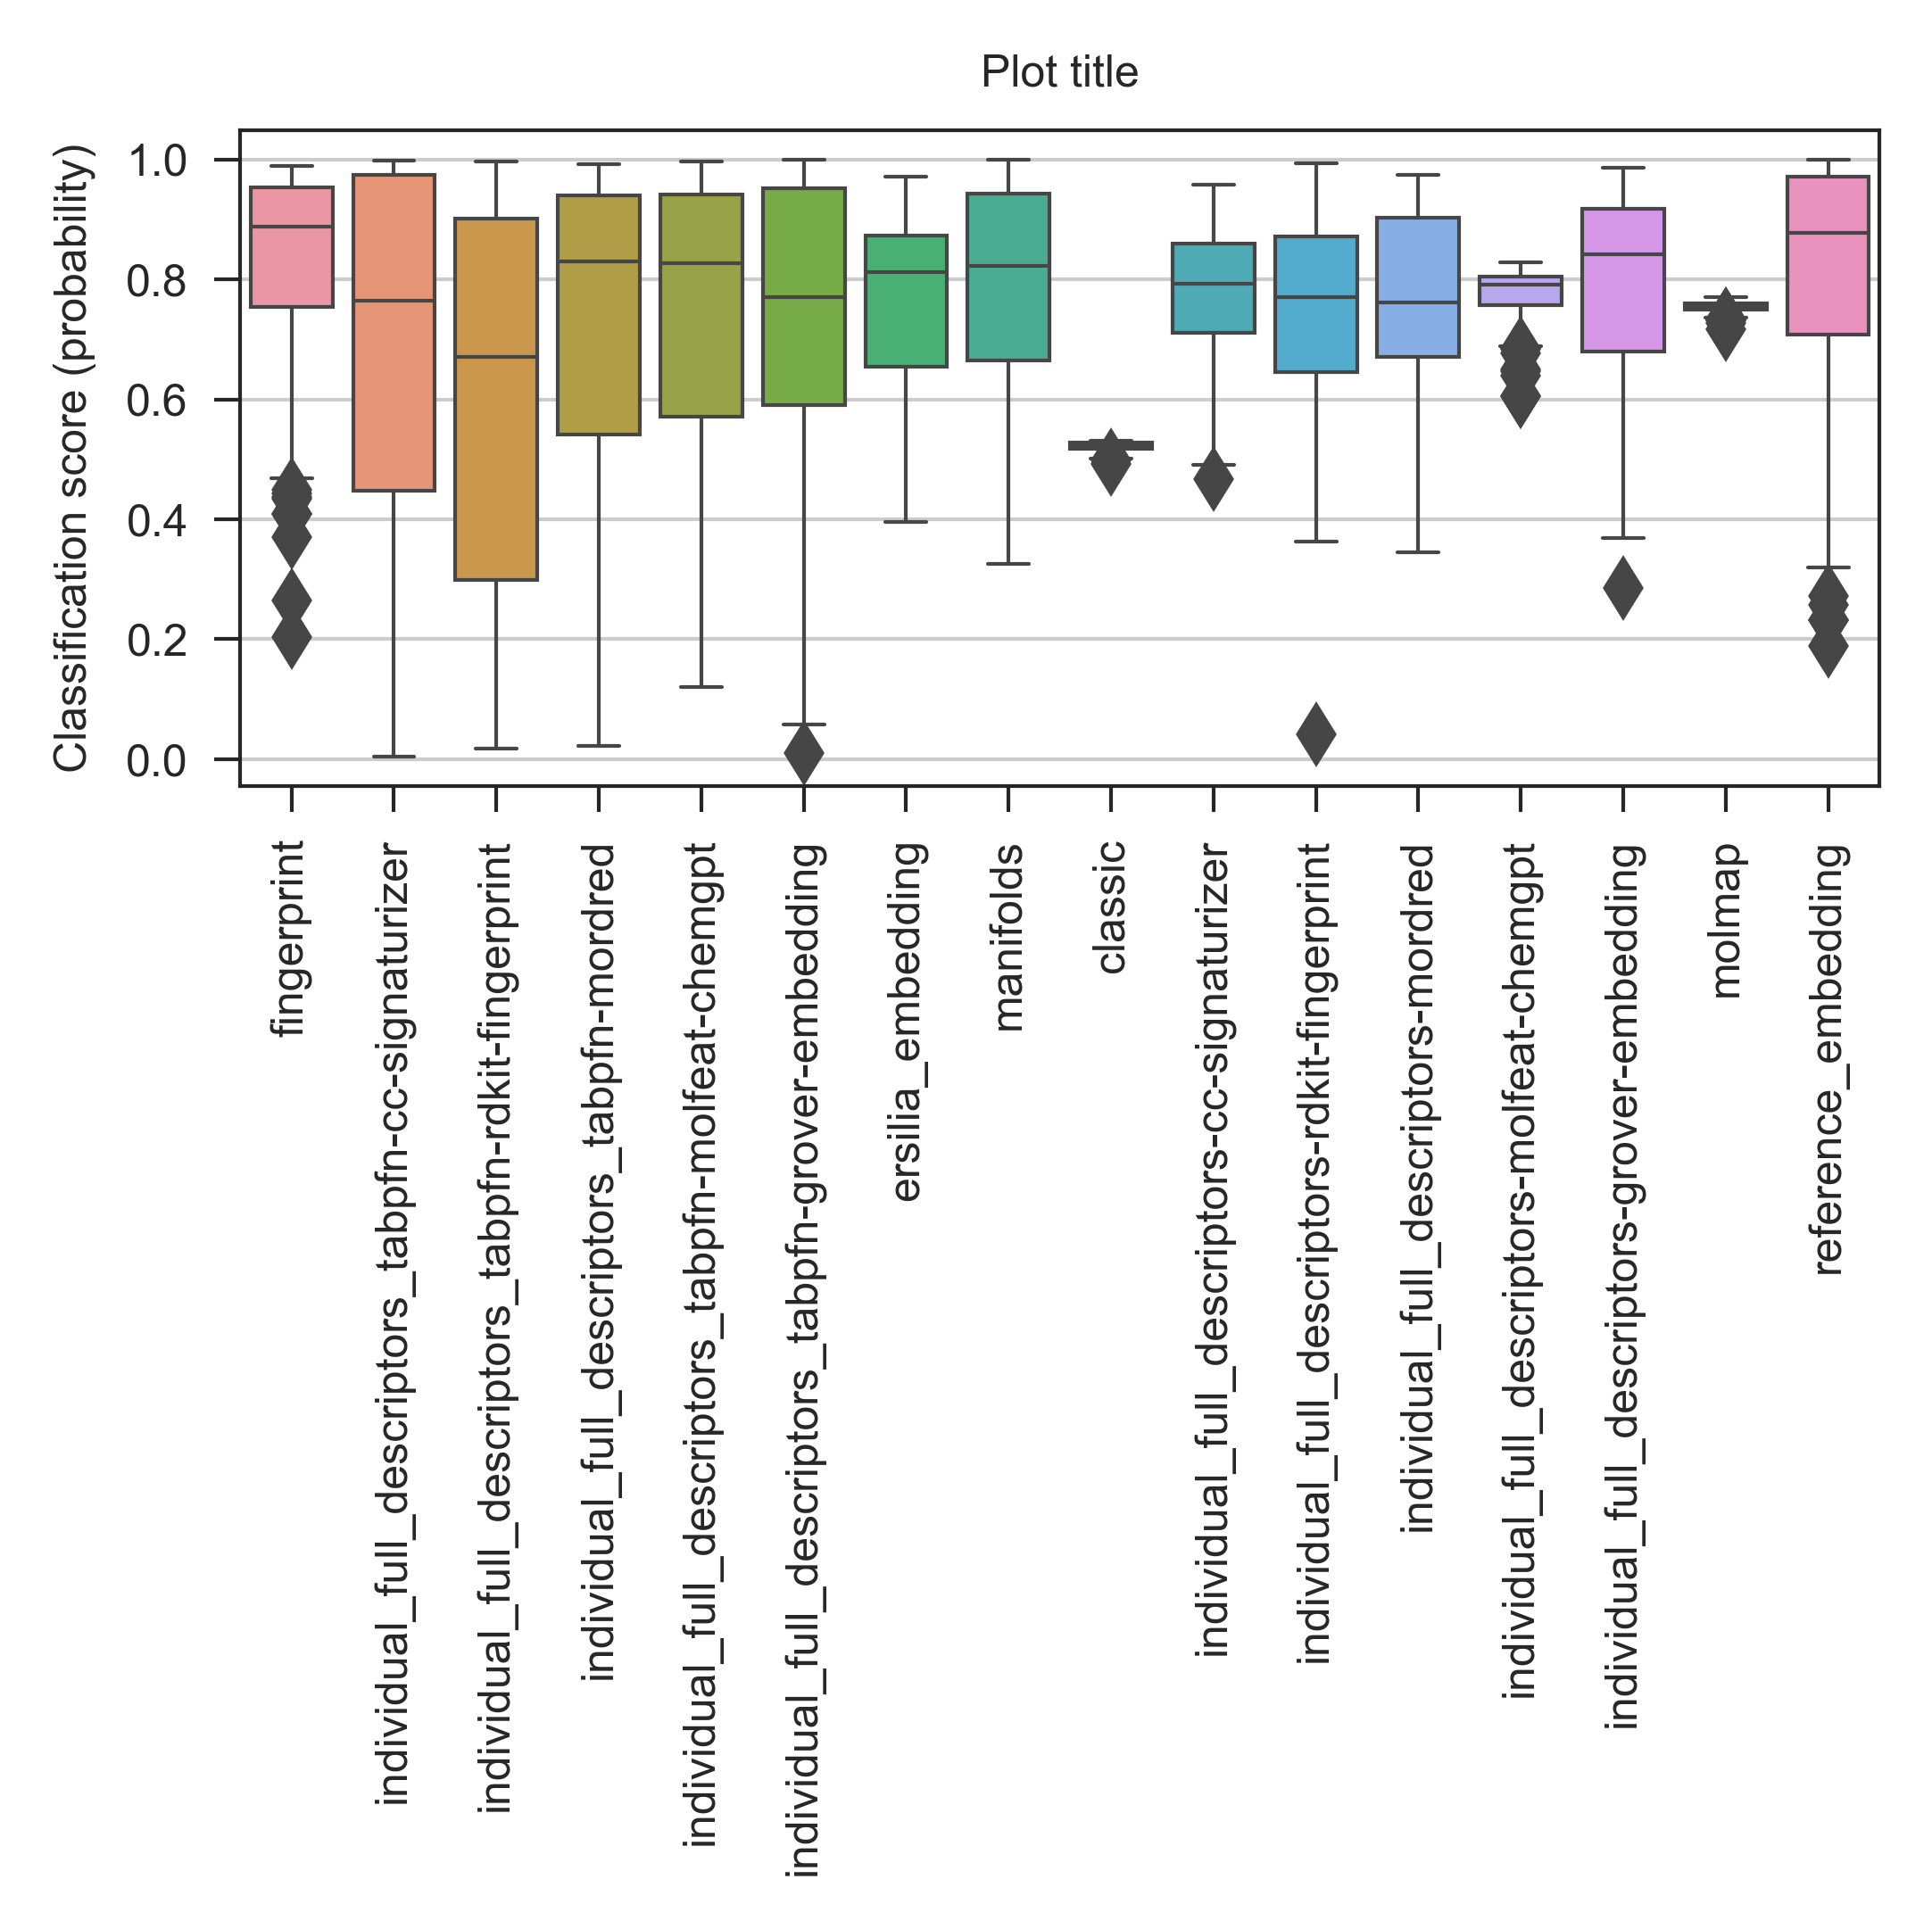 Plot title
Classification score (probability)
1.0
0.8
0.6
0.4
0.2
0.0
fingerprint
individual_full_descriptors_tabpfn-cc-signaturizer
individual_full_descriptors_tabpfn-rdkit-fingerprint
individual_full_descriptors_tabpfn-mordred
individual_full_descriptors_tabpfn-molfeat-chemgpt
individual_full_descriptors_tabpfn-grover-embedding
ersilia_embedding
manifolds
classic
individual_full_descriptors-cc-signaturizer
individual_full_descriptors-rdkit-fingerprint
individual_full_descriptors-mordred
individual_full_descriptors-molfeat-chemgpt
individual_full_descriptors-grover-embedding
molmap
reference_embedding